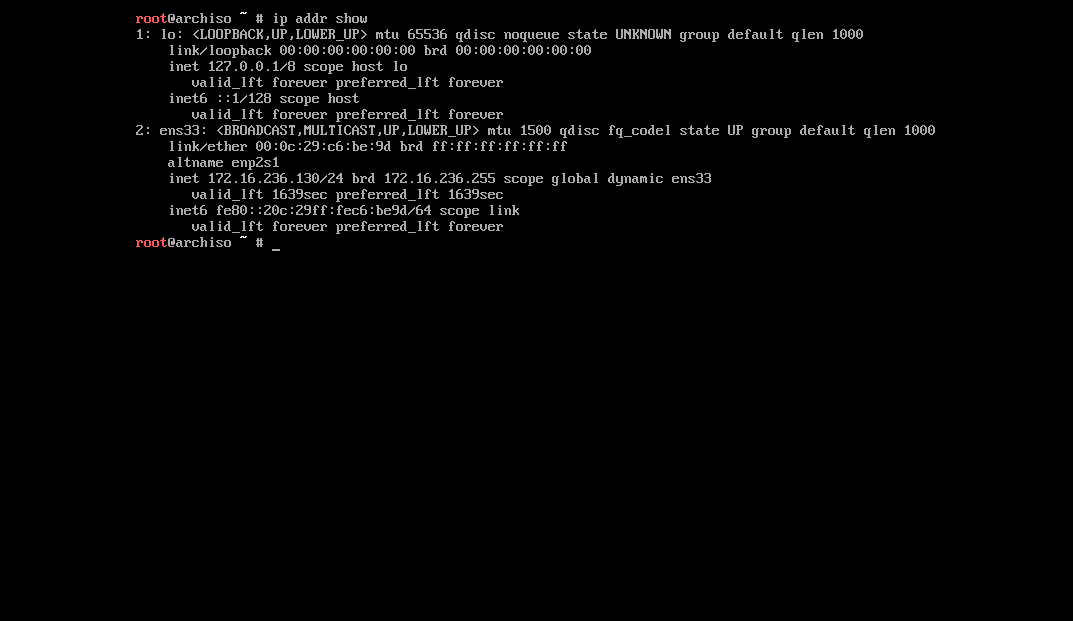 root@archiso ~ # ip addr show
1: lo: <LOOPBACK,UP,LOWER_UP> mtu 65536 qdisc noqueue state UNKNOWN group default qlen 1000
    link/loopback 00:00:00:00:00:00 brd 00:00:00:00:00:00
    inet 127.0.0.1/8 scope host lo
       valid_lft forever preferred_lft forever
    inet6 ::1/128 scope host
       valid_lft forever preferred_lft forever
2: ens33: <BROADCAST,MULTICAST,UP,LOWER_UP> mtu 1500 qdisc fq_codel state UP group default qlen 1000
    link/ether 00:0c:29:c6:be:9d brd ff:ff:ff:ff:ff:ff
    altname enp2s1
    inet 172.16.236.130/24 brd 172.16.236.255 scope global dynamic ens33
       valid_lft 1639sec preferred_lft 1639sec
    inet6 fe80::20c:29ff:fec6:be9d/64 scope link
       valid_lft forever preferred_lft forever
root@archiso ~ # _